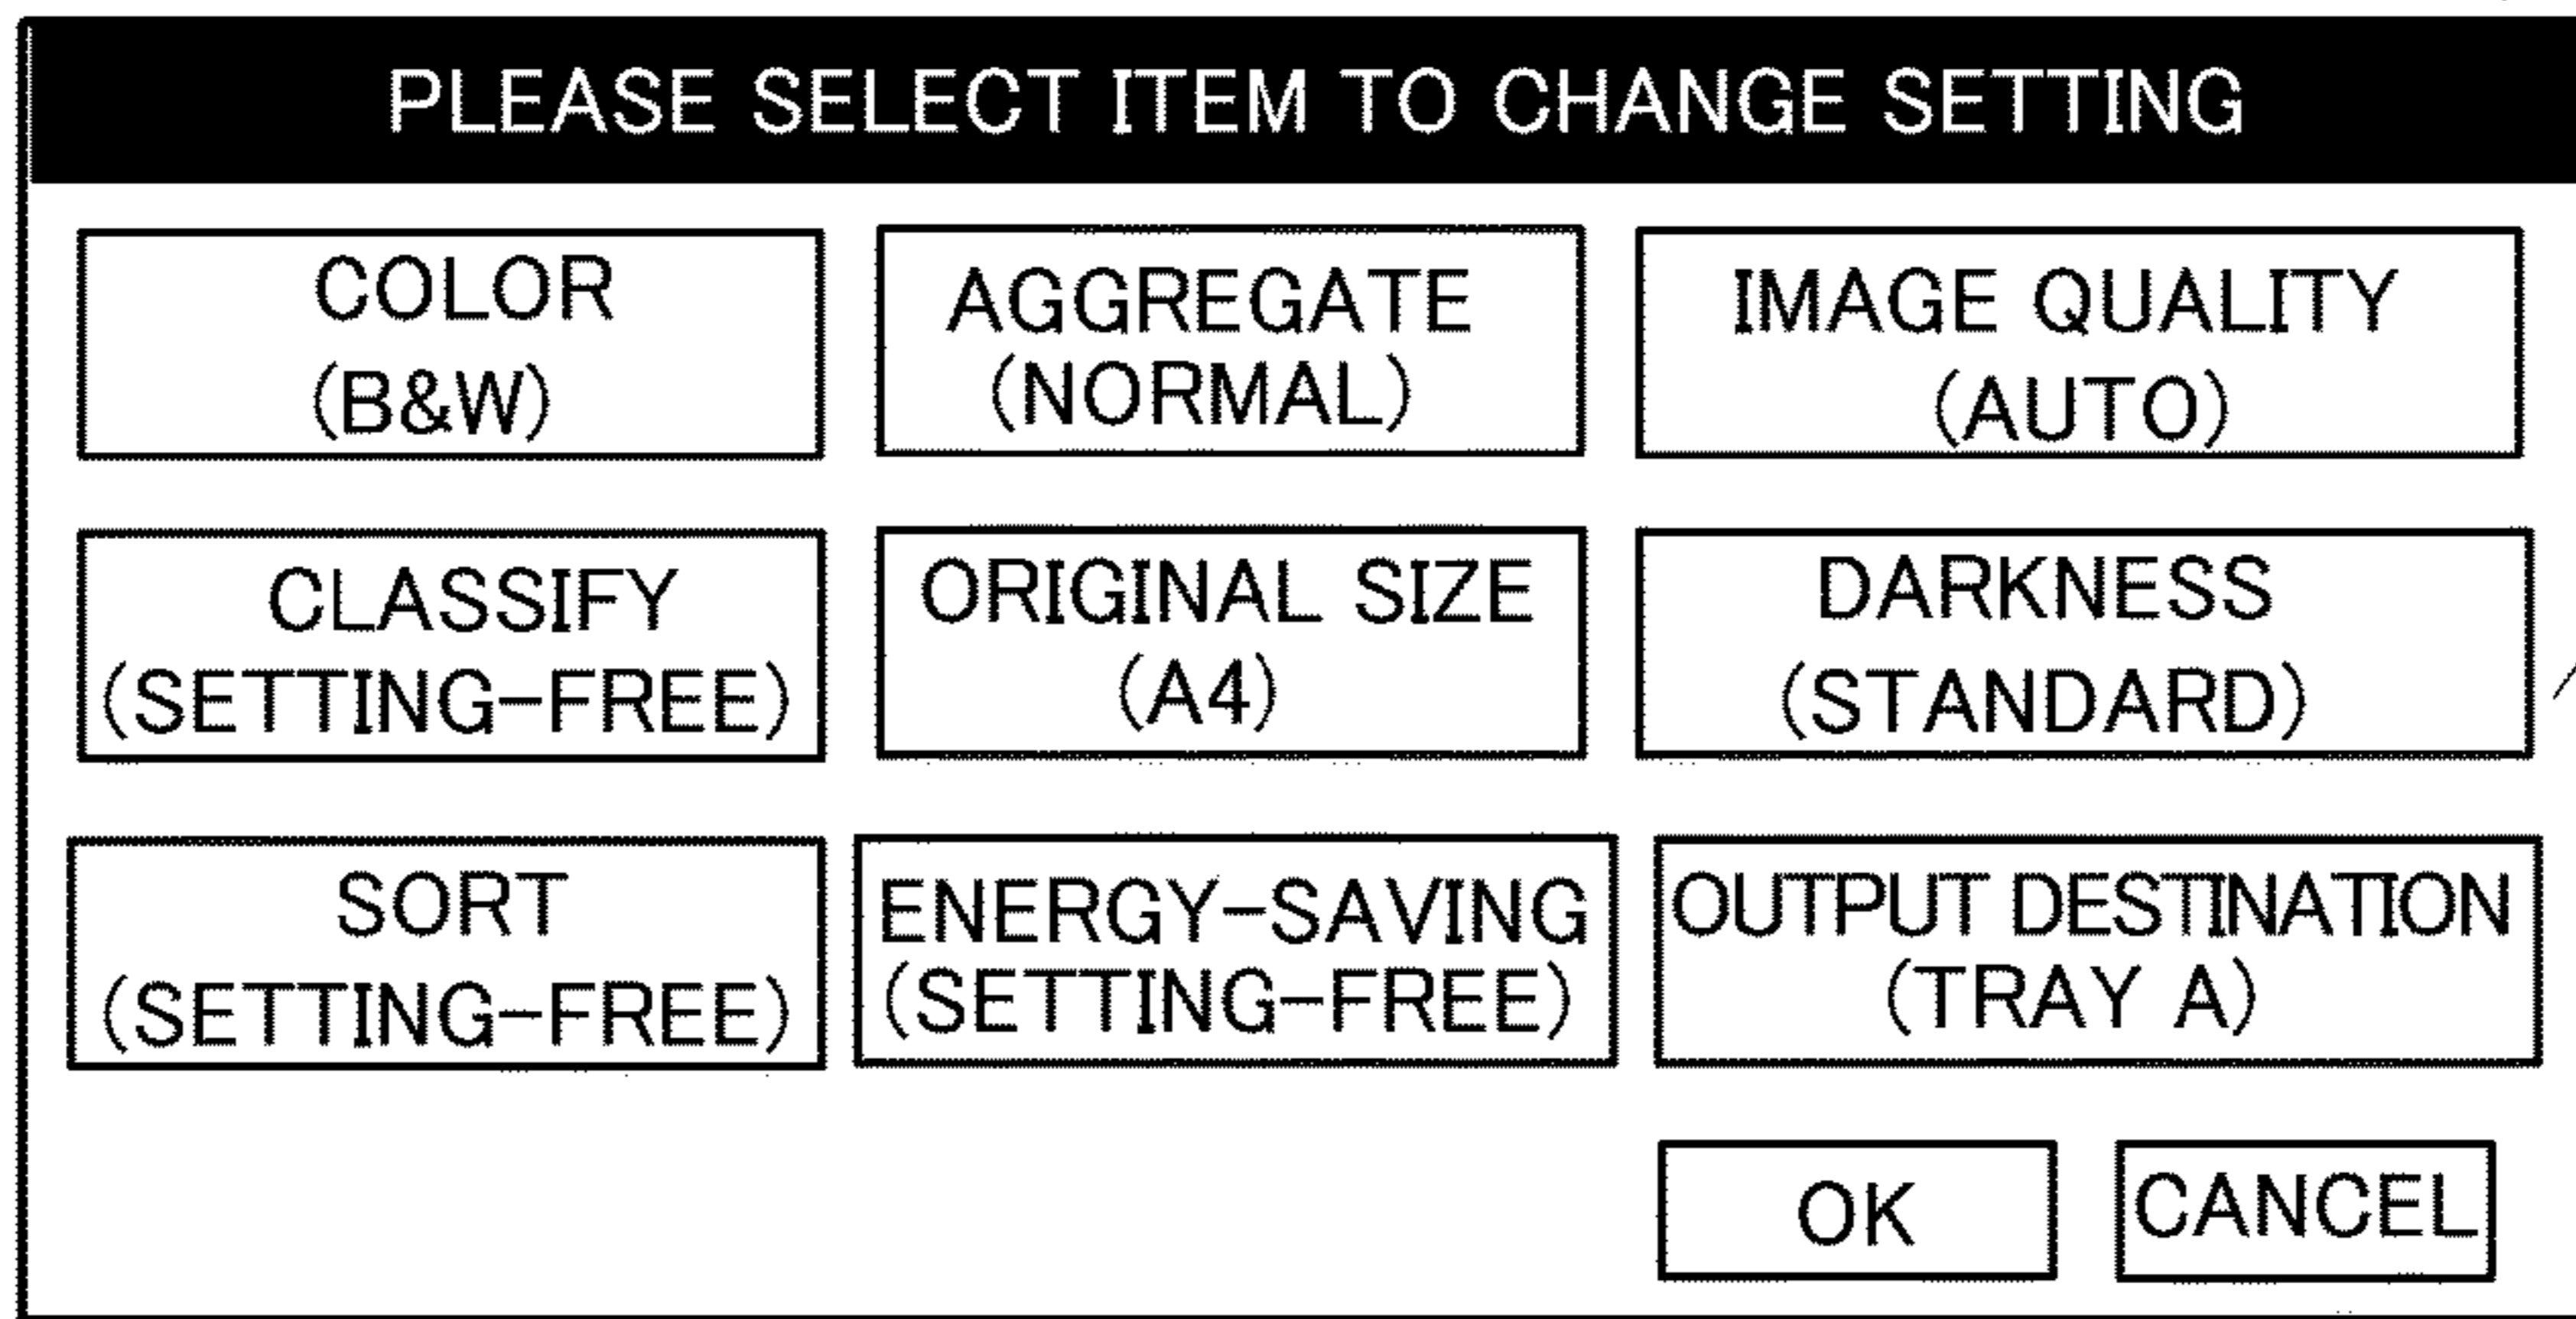 PLEASE SELECT ITEM TO CHANGE SETTING
COLOR
(B&W)
AGGREGATE
(NORMAL)
IMAGE QUALITY
(AUTO)
CLASSIFY
(SETTING-FREE)
ORIGINAL SIZE
(A4)
DARKNESS
(STANDARD)
SORT
(SETTING-FREE)
ENERGY-SAVING
(SETTING-FREE)
OUTPUT DESTINATION
(TRAY A)
OK
CANCEL